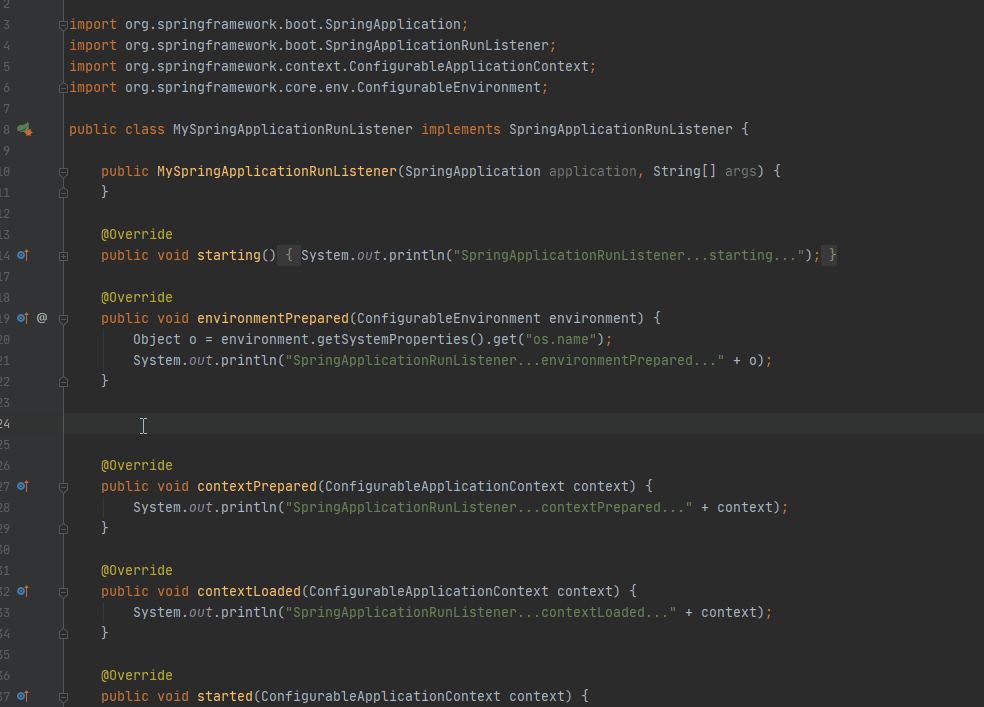 2
3 import org.springframework.boot.SpringApplication;
4 import org.springframework.boot.SpringApplicationRunListener;
5 import org.springframework.context.ConfigurableApplicationContext;
6 import org.springframework.core.env.ConfigurableEnvironment;
7
8 public class MySpringApplicationRunListener implements SpringApplicationRunListener {
9
10     public MySpringApplicationRunListener(SpringApplication application, String[] args) {
11     }
12
13     @Override
14     public void starting() { System.out.println("SpringApplicationRunListener...starting..."); }
17
18     @Override
19 @     public void environmentPrepared(ConfigurableEnvironment environment) {
20         Object o = environment.getSystemProperties().get("os.name");
21         System.out.println("SpringApplicationRunListener...environmentPrepared..." + o);
22     }
23
24
25
26     @Override
27     public void contextPrepared(ConfigurableApplicationContext context) {
28         System.out.println("SpringApplicationRunListener...contextPrepared..." + context);
29     }
30
31     @Override
32     public void contextLoaded(ConfigurableApplicationContext context) {
33         System.out.println("SpringApplicationRunListener...contextLoaded..." + context);
34     }
35
36     @Override
37     public void started(ConfigurableApplicationContext context) {